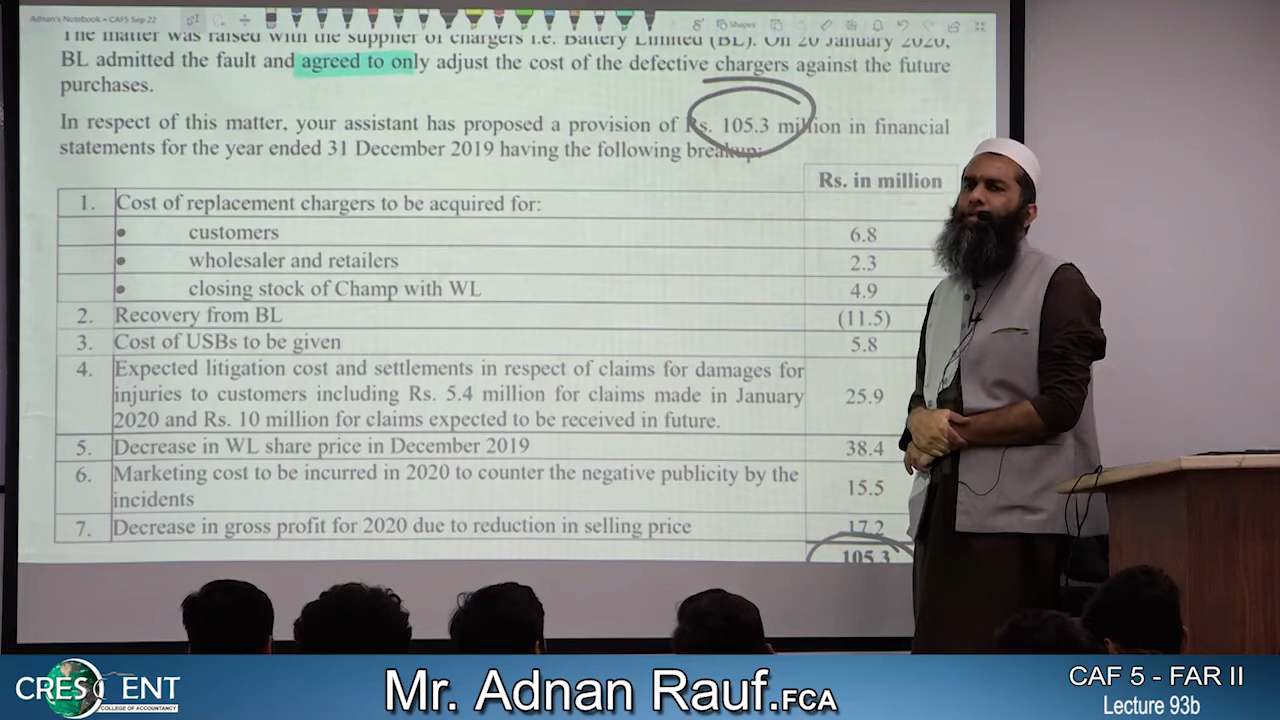 Adnan's Notebook » CAF5 Sep 22
Shapes
The matter was raised with the supplier of chargers i.e. Battery Limited (BL). On 20 January 2020,
BL admitted the fault and agreed to only adjust the cost of the defective chargers against the future
purchases.
In respect of this matter, your assistant has proposed a provision of Rs. 105.3 million in financial
statements for the year ended 31 December 2019 having the following breakup:
Rs. in million
1. Cost of replacement chargers to be acquired for:
• customers 6.8
• wholesaler and retailers 2.3
• closing stock of Champ with WL 4.9
2. Recovery from BL (11.5)
3. Cost of USBs to be given 5.8
4. Expected litigation cost and settlements in respect of claims for damages for
injuries to customers including Rs. 5.4 million for claims made in January 25.9
2020 and Rs. 10 million for claims expected to be received in future.
5. Decrease in WL share price in December 2019 38.4
6. Marketing cost to be incurred in 2020 to counter the negative publicity by the
incidents 15.5
7. Decrease in gross profit for 2020 due to reduction in selling price 17.2
105.3
CRESCENT
COLLEGE OF ACCOUNTANCY
Mr. Adnan Rauf.FCA
CAF 5 - FAR II
Lecture 93b